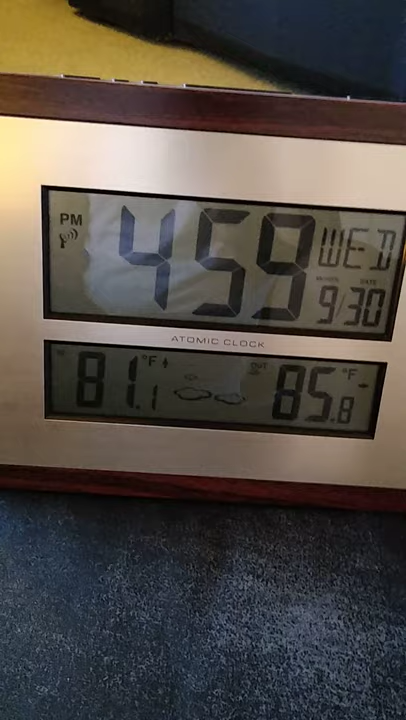 PM 459 WED
MONTH DATE
9/30
ATOMIC CLOCK
81.1 °F OUT 85.8 °F